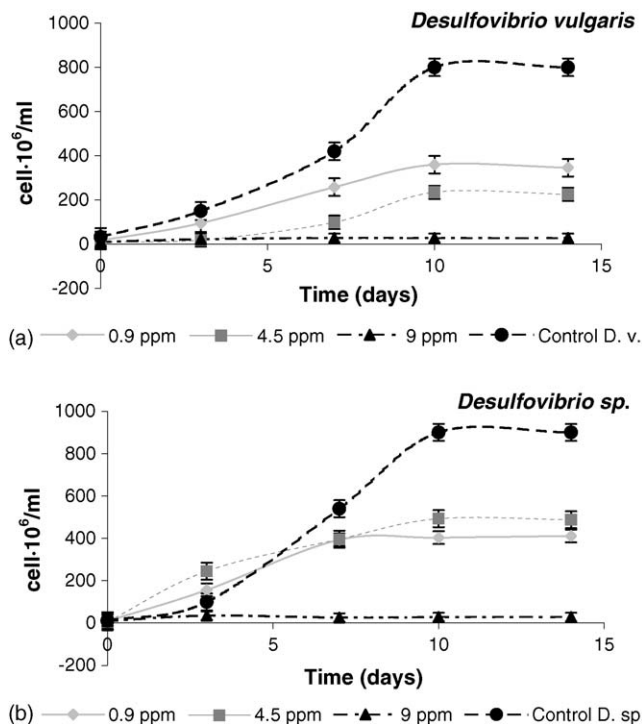 Desulfovibrio vulgaris
1000
800
600
400
200
0
-200
0
5
10
15
cell·10⁶/ml
Time (days)
(a) 0.9 ppm 4.5 ppm 9 ppm Control D. v.
Desulfovibrio sp.
1000
800
600
400
200
0
-200
0
5
10
15
cell·10⁶/ml
Time (days)
(b) 0.9 ppm 4.5 ppm 9 ppm Control D. sp